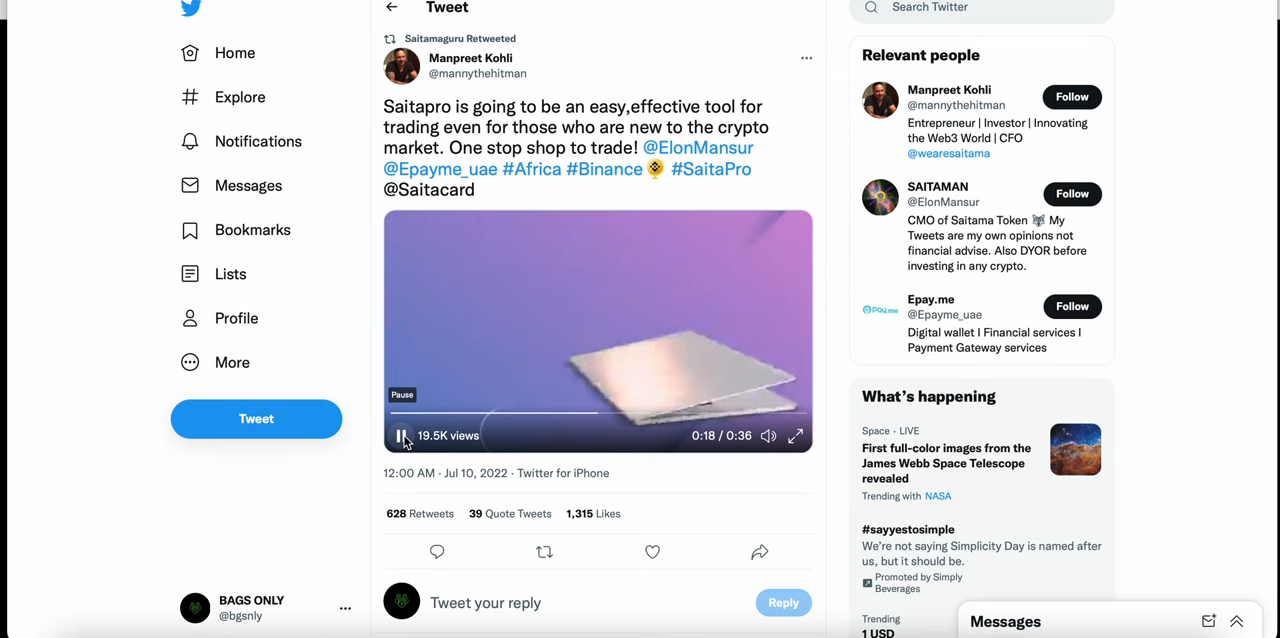 Home
Explore
Notifications
Messages
Bookmarks
Lists
Profile
More
Tweet
BAGS ONLY
@bgsnly
Tweet
Saitamaguru Retweeted
Manpreet Kohli
@mannythehitman
Saitapro is going to be an easy,effective tool for
trading even for those who are new to the crypto
market. One stop shop to trade! @ElonMansur
@Epayme_uae #Africa #Binance #SaitaPro
@Saitacard
Pause
19.5K views
0:18 / 0:36
12:00 AM · Jul 10, 2022 · Twitter for iPhone
628 Retweets 39 Quote Tweets 1,315 Likes
Tweet your reply
Reply
Search Twitter
Relevant people
Manpreet Kohli
@mannythehitman
Follow
Entrepreneur | Investor | Innovating
the Web3 World | CFO
@wearesaitama
SAITAMAN
@ElonMansur
Follow
CMO of Saitama Token 🐺 My
Tweets are my own opinions not
financial advise. Also DYOR before
investing in any crypto.
Epay.me
@Epayme_uae
Follow
Digital wallet I Financial services I
Payment Gateway services
What's happening
Space · LIVE
First full-color images from the
James Webb Space Telescope
revealed
Trending with NASA
#sayyestosimple
We're not saying Simplicity Day is named after
us, but it should be.
Promoted by Simply
Beverages
Trending
1 USD
Messages